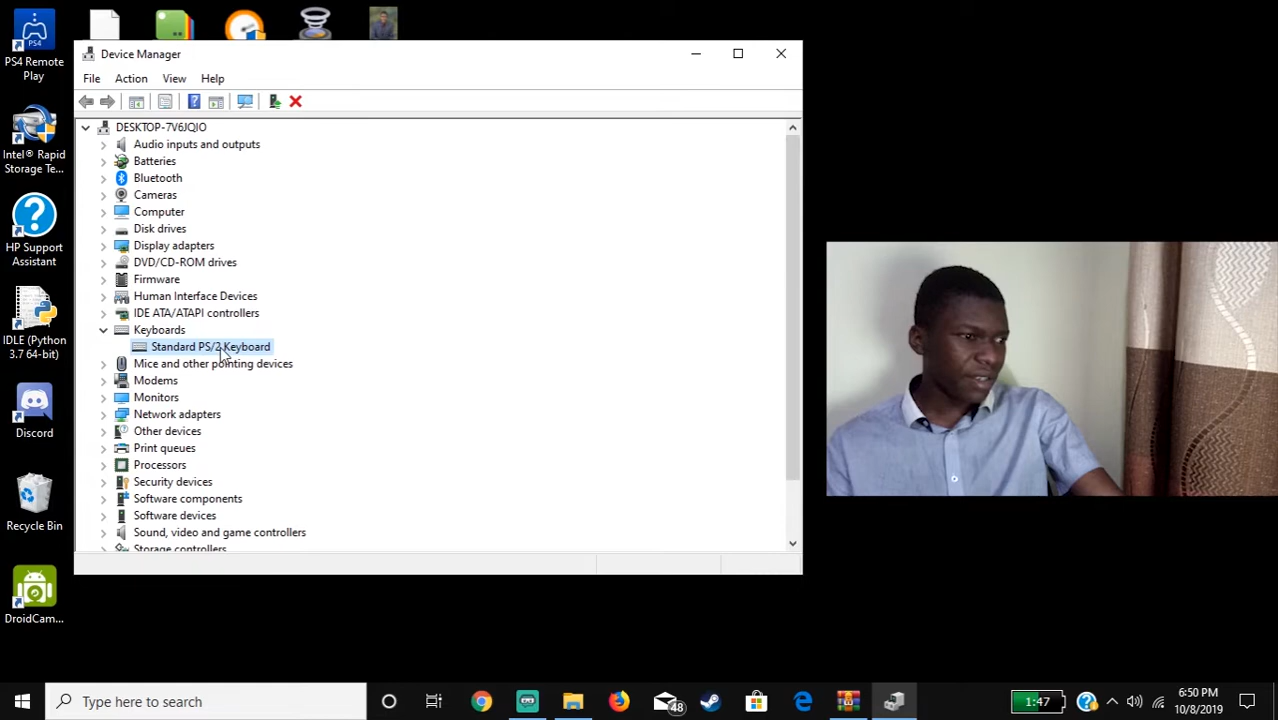 PS4 Remote
Play
PS4
Intel® Rapid
Storage Te...
HP Support
Assistant
IDLE (Python
3.7 64-bit)
Discord
Recycle Bin
DroidCam...
Device Manager
File Action View Help
DESKTOP-7V6JQIO
Audio inputs and outputs
Batteries
Bluetooth
Cameras
Computer
Disk drives
Display adapters
DVD/CD-ROM drives
Firmware
Human Interface Devices
IDE ATA/ATAPI controllers
Keyboards
Standard PS/2 Keyboard
Mice and other pointing devices
Modems
Monitors
Network adapters
Other devices
Print queues
Processors
Security devices
Software components
Software devices
Sound, video and game controllers
Storage controllers
Type here to search
48
1:47
6:50 PM
10/8/2019